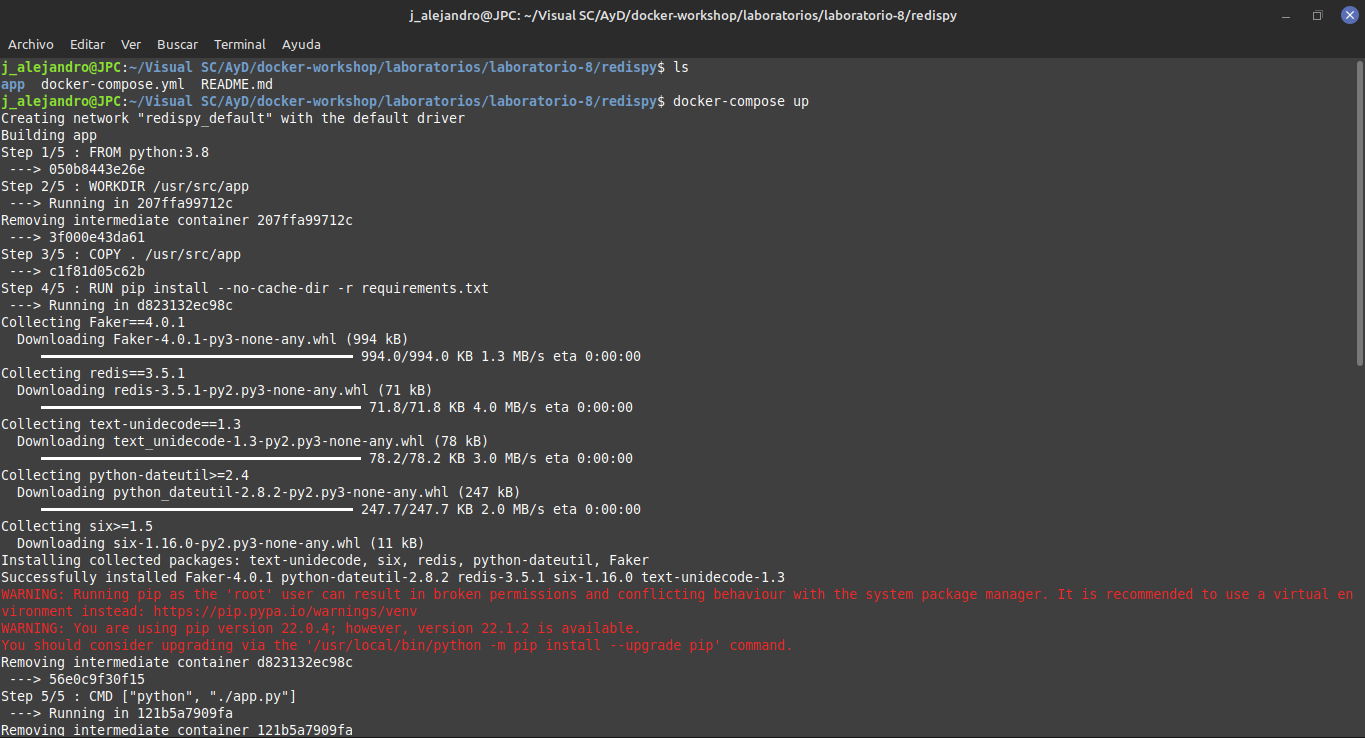 j_alejandro@JPC: ~/Visual SC/AyD/docker-workshop/laboratorios/laboratorio-8/redispy
Archivo Editar Ver Buscar Terminal Ayuda
j_alejandro@JPC:~/Visual SC/AyD/docker-workshop/laboratorios/laboratorio-8/redispy$ ls
app  docker-compose.yml  README.md
j_alejandro@JPC:~/Visual SC/AyD/docker-workshop/laboratorios/laboratorio-8/redispy$ docker-compose up
Creating network "redispy_default" with the default driver
Building app
Step 1/5 : FROM python:3.8
 ---> 050b8443e26e
Step 2/5 : WORKDIR /usr/src/app
 ---> Running in 207ffa99712c
Removing intermediate container 207ffa99712c
 ---> 3f000e43da61
Step 3/5 : COPY . /usr/src/app
 ---> c1f81d05c62b
Step 4/5 : RUN pip install --no-cache-dir -r requirements.txt
 ---> Running in d823132ec98c
Collecting Faker==4.0.1
  Downloading Faker-4.0.1-py3-none-any.whl (994 kB)
994.0/994.0 KB 1.3 MB/s eta 0:00:00
Collecting redis==3.5.1
  Downloading redis-3.5.1-py2.py3-none-any.whl (71 kB)
71.8/71.8 KB 4.0 MB/s eta 0:00:00
Collecting text-unidecode==1.3
  Downloading text_unidecode-1.3-py2.py3-none-any.whl (78 kB)
78.2/78.2 KB 3.0 MB/s eta 0:00:00
Collecting python-dateutil>=2.4
  Downloading python_dateutil-2.8.2-py2.py3-none-any.whl (247 kB)
247.7/247.7 KB 2.0 MB/s eta 0:00:00
Collecting six>=1.5
  Downloading six-1.16.0-py2.py3-none-any.whl (11 kB)
Installing collected packages: text-unidecode, six, redis, python-dateutil, Faker
Successfully installed Faker-4.0.1 python-dateutil-2.8.2 redis-3.5.1 six-1.16.0 text-unidecode-1.3
WARNING: Running pip as the 'root' user can result in broken permissions and conflicting behaviour with the system package manager. It is recommended to use a virtual en
vironment instead: https://pip.pypa.io/warnings/venv
WARNING: You are using pip version 22.0.4; however, version 22.1.2 is available.
You should consider upgrading via the '/usr/local/bin/python -m pip install --upgrade pip' command.
Removing intermediate container d823132ec98c
 ---> 56e0c9f30f15
Step 5/5 : CMD ["python", "./app.py"]
 ---> Running in 121b5a7909fa
Removing intermediate container 121b5a7909fa